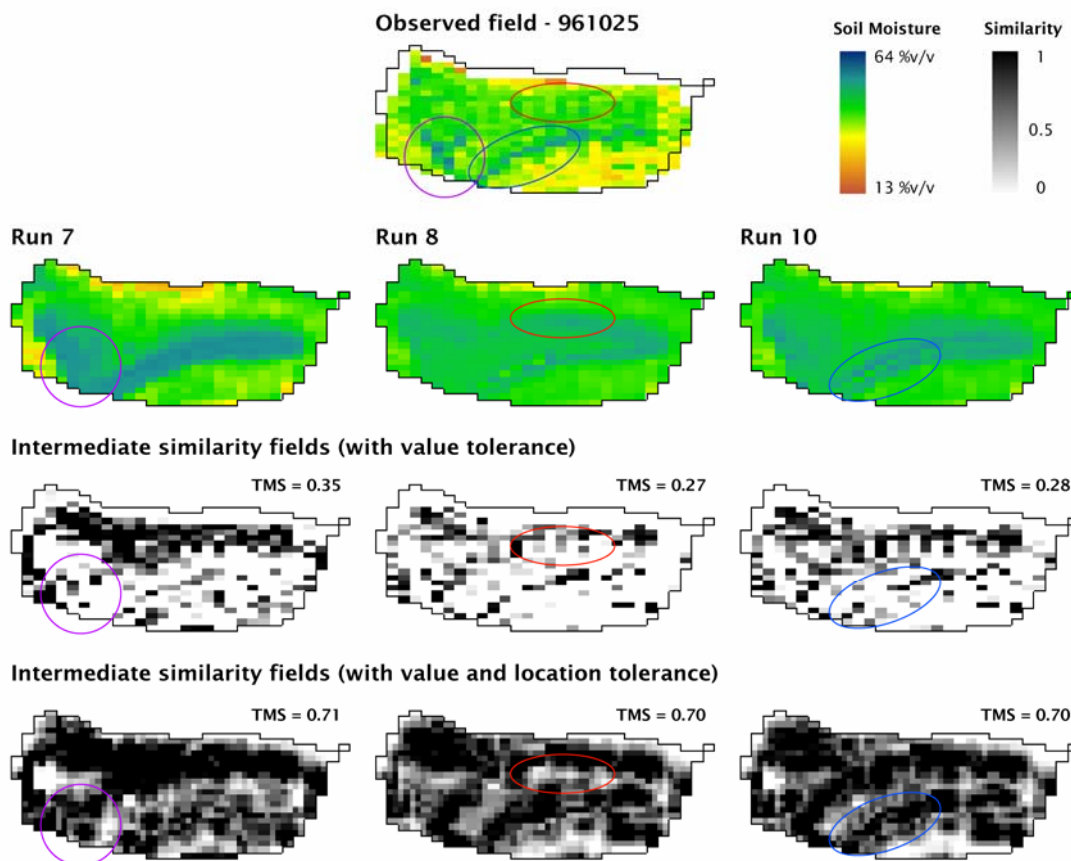 Observed field - 961025
Soil Moisture
64 %v/v
13 %v/v
Similarity
1
0.5
0
Run 7
Run 8
Run 10
Intermediate similarity fields (with value tolerance)
TMS = 0.35
TMS = 0.27
TMS = 0.28
Intermediate similarity fields (with value and location tolerance)
TMS = 0.71
TMS = 0.70
TMS = 0.70